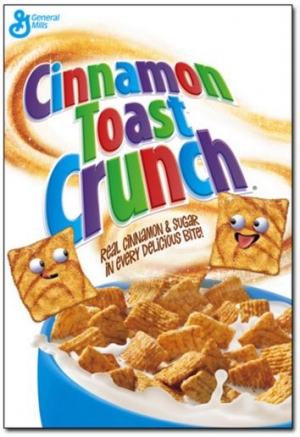 General
Mills
Cinnamon
Toast
Crunch
REAL CINNAMON & SUGAR
IN EVERY DELICIOUS BITE!